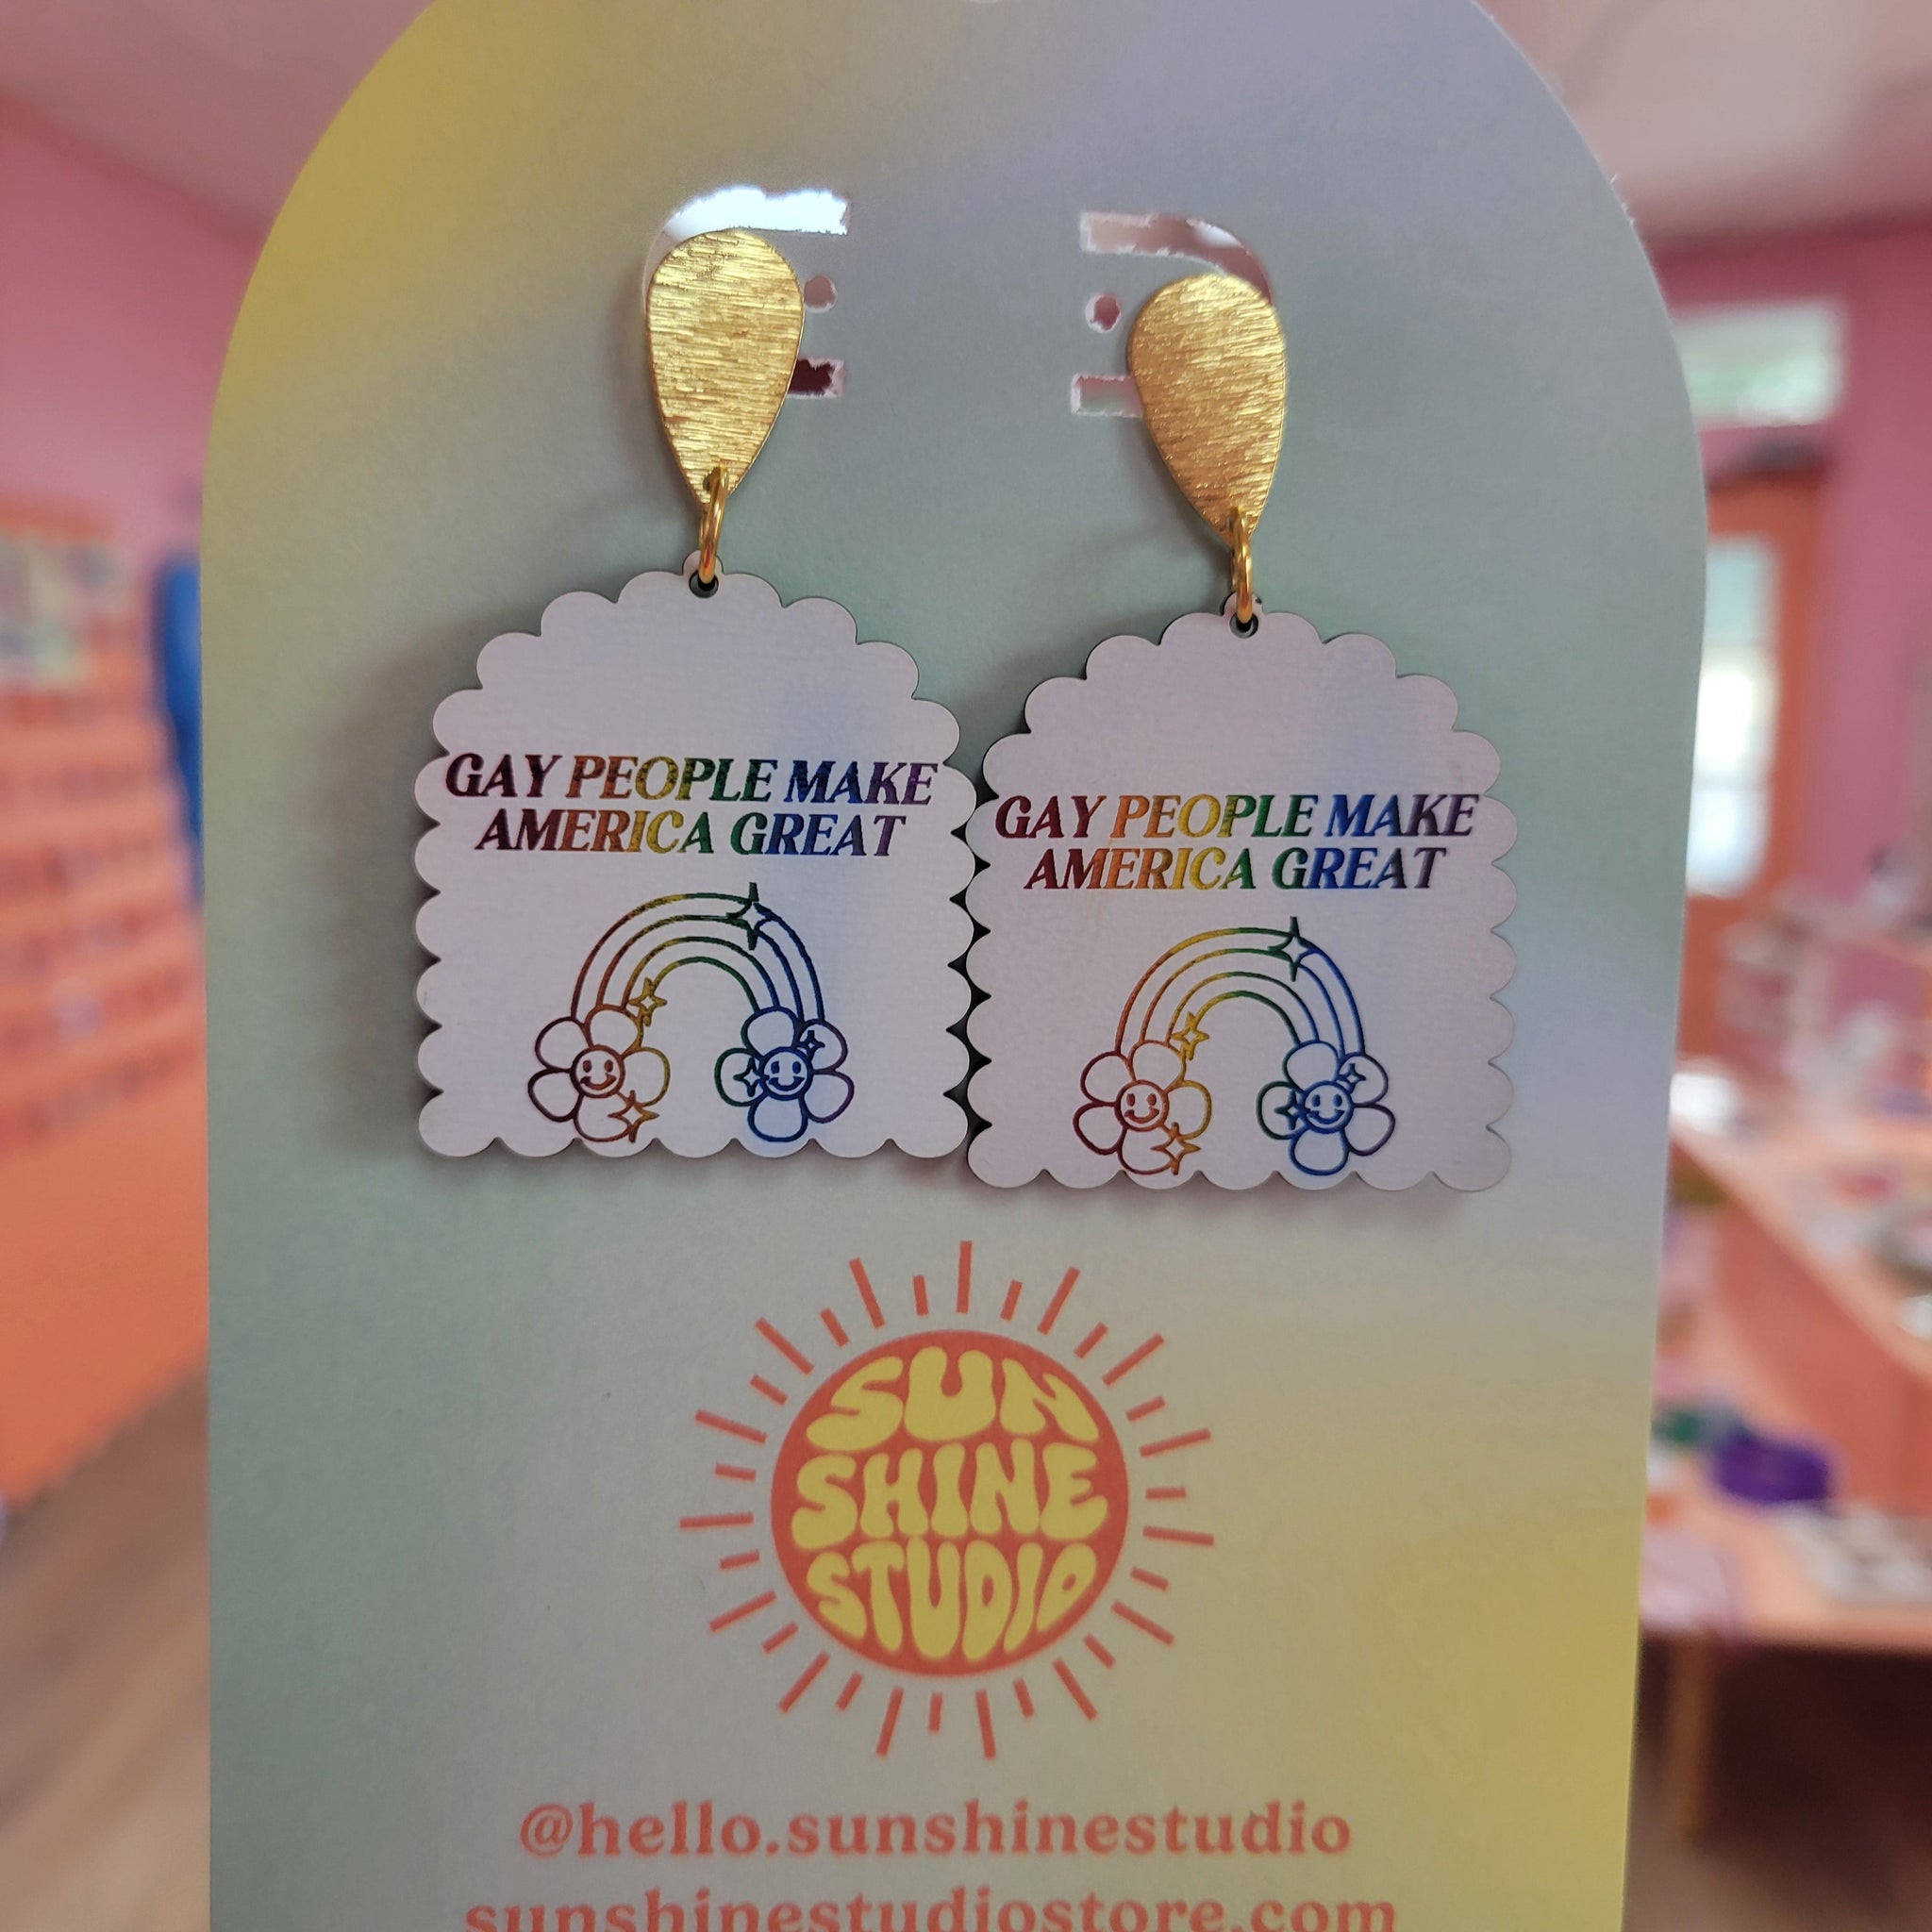 GAY PEOPLE MAKE
AMERICA GREAT
GAY PEOPLE MAKE
AMERICA GREAT
SUN
SHINE
STUDIO
@hello.sunshinestudio
sunshinestudiostore.com